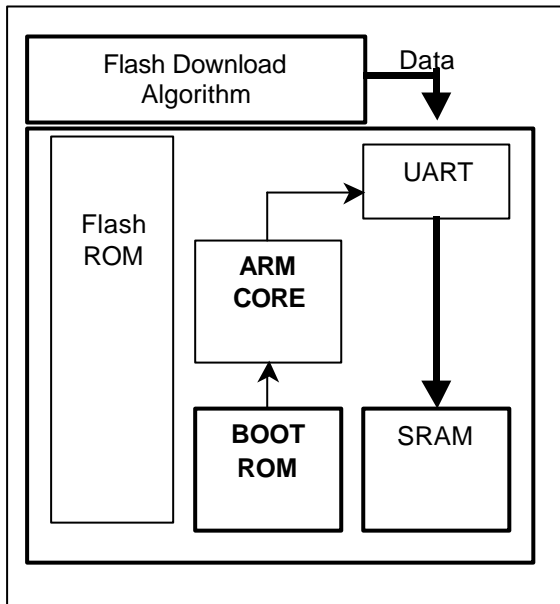 Flash Download
Algorithm
Data
UART
Flash
ROM
ARM
CORE
BOOT
ROM
SRAM